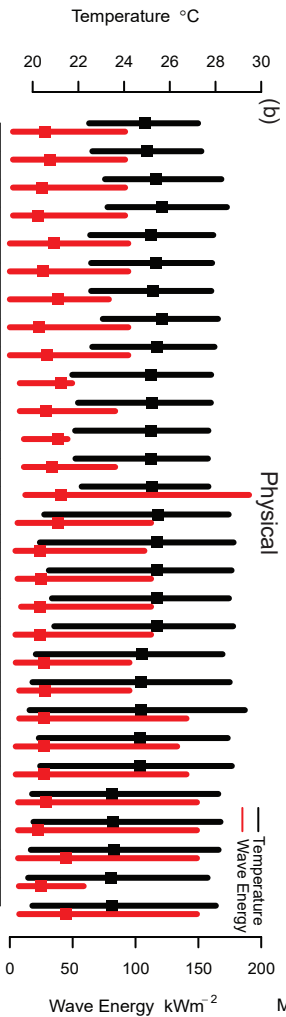 Temperature °C
20 22 24 26 28 30
(b)
Physical
Temperature
Wave Energy
0 50 100 150 200
Wave Energy kWm⁻²
M